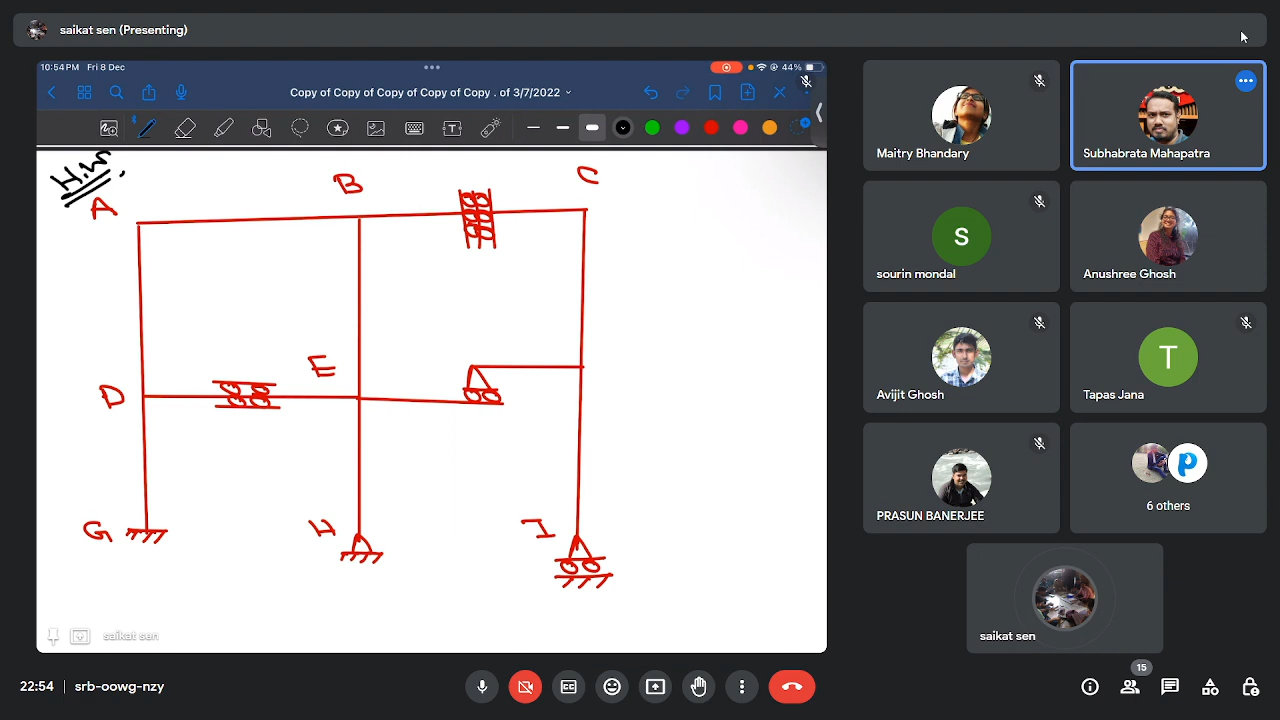 saikat sen (Presenting)
10:54 PM Fri 8 Dec
44%
Copy of Copy of Copy of Copy of Copy . of 3/7/2022
H.W
A
B
C
D
E
G
H
I
saikat sen
Maitry Bhandary
Subhabrata Mahapatra
S
sourin mondal
Anushree Ghosh
Avijit Ghosh
T
Tapas Jana
PRASUN BANERJEE
P
6 others
saikat sen
22:54 | srb-oowg-nzy
15